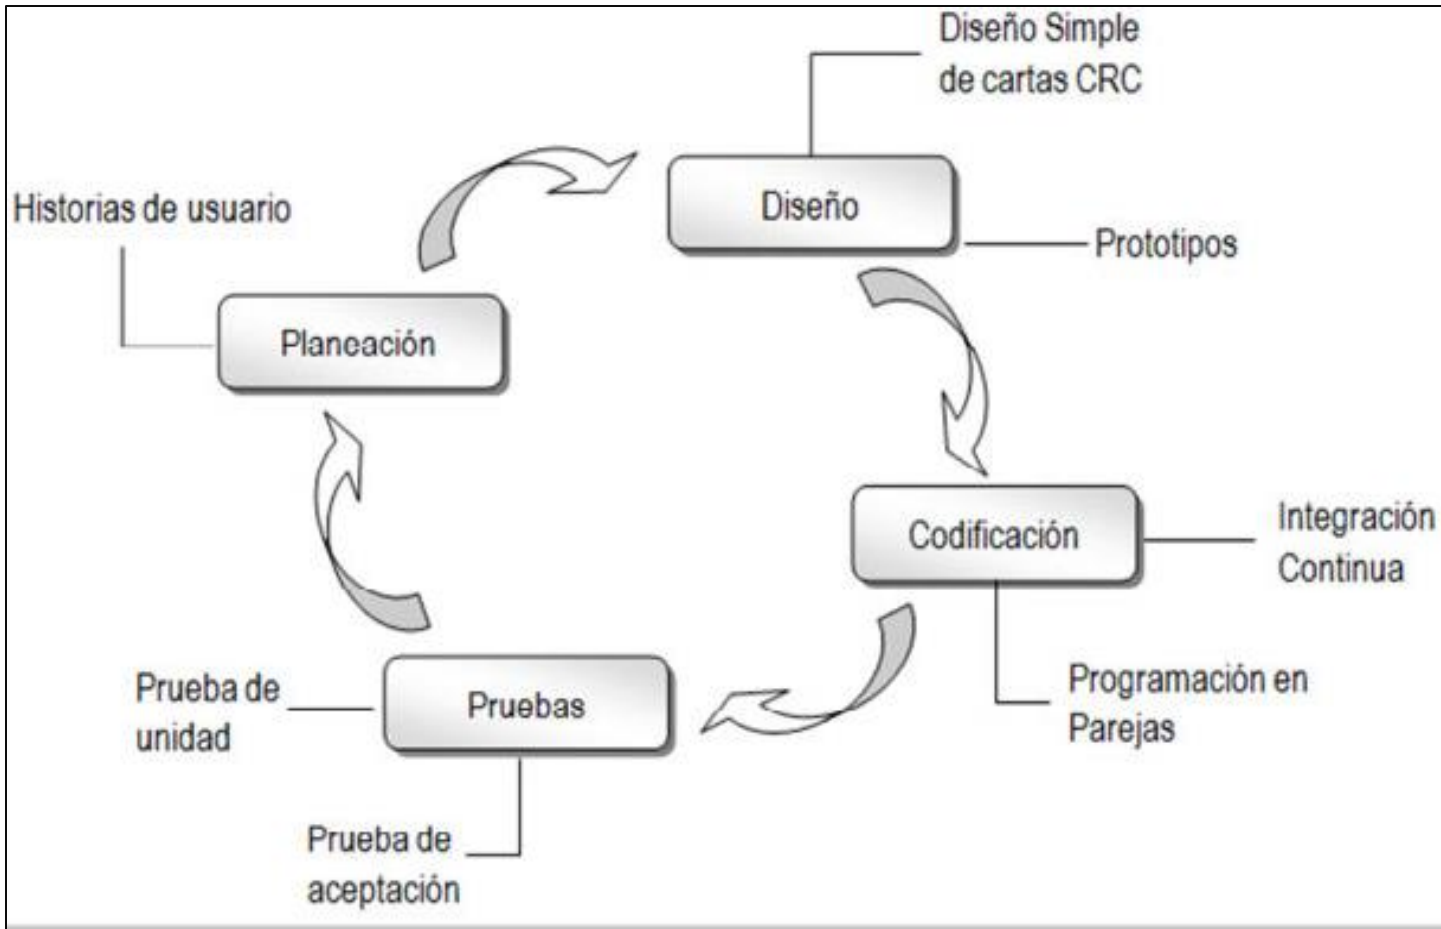 Diseño Simple
de cartas CRC
Diseño
Prototipos
Historias de usuario
Planeación
Codificación
Integración
Continua
Programación en
Parejas
Pruebas
Prueba de
unidad
Prueba de
aceptación